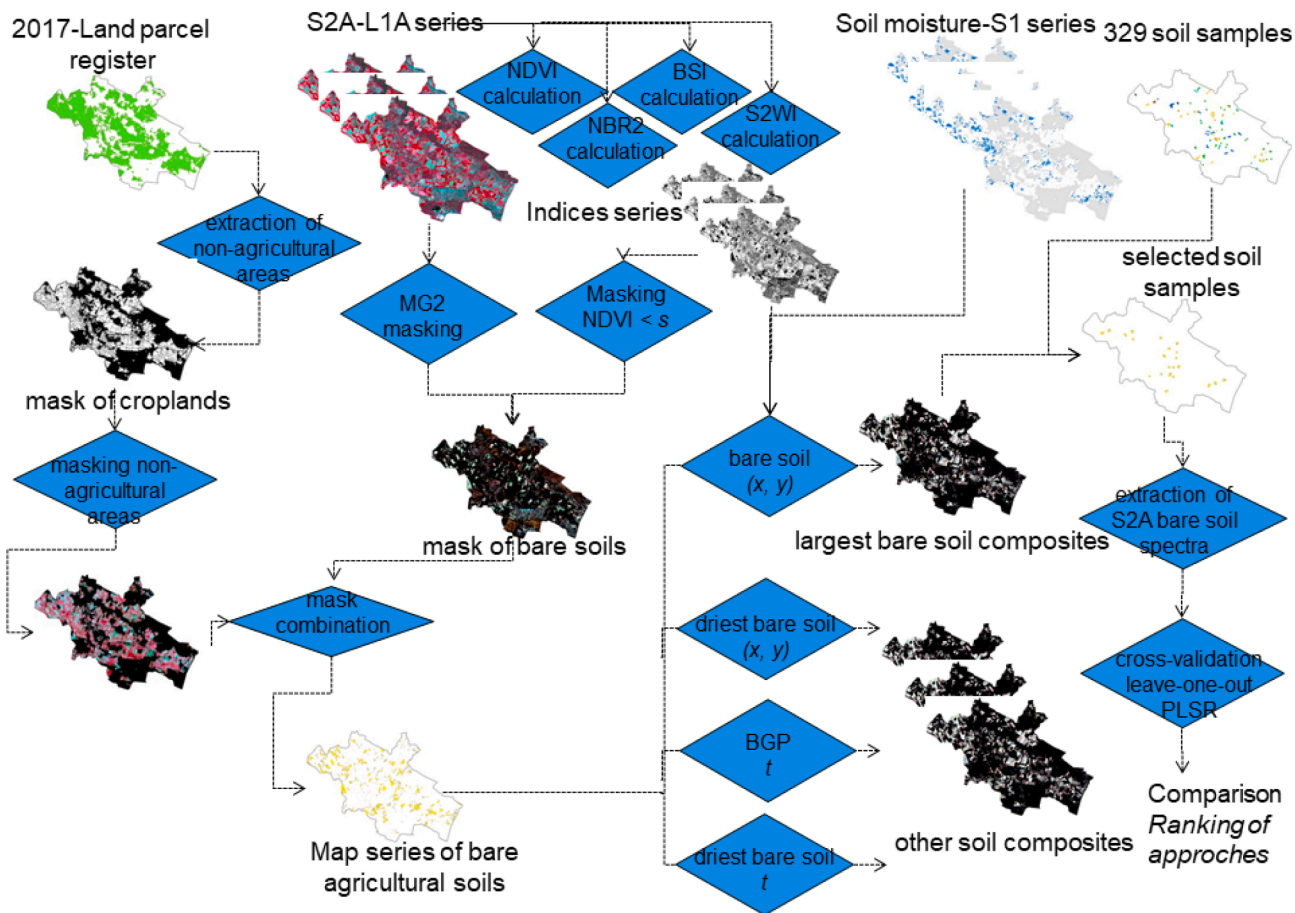 2017-Land parcel
register
S2A-L1A series
NDVI
calculation
BSI
calculation
NBR2
calculation
S2WI
calculation
Soil moisture-S1 series
329 soil samples
extraction of
non-agricultural
areas
Indices series
MG2
masking
Masking
NDVI < s
selected soil
samples
mask of croplands
masking non-
agricultural
areas
mask of bare soils
bare soil
(x, y)
largest bare soil composites
extraction of
S2A bare soil
spectra
mask
combination
driest bare soil
(x, y)
cross-validation
leave-one-out
PLSR
BGP
t
Map series of bare
agricultural soils
driest bare soil
t
other soil composites
Comparison
Ranking of
approches